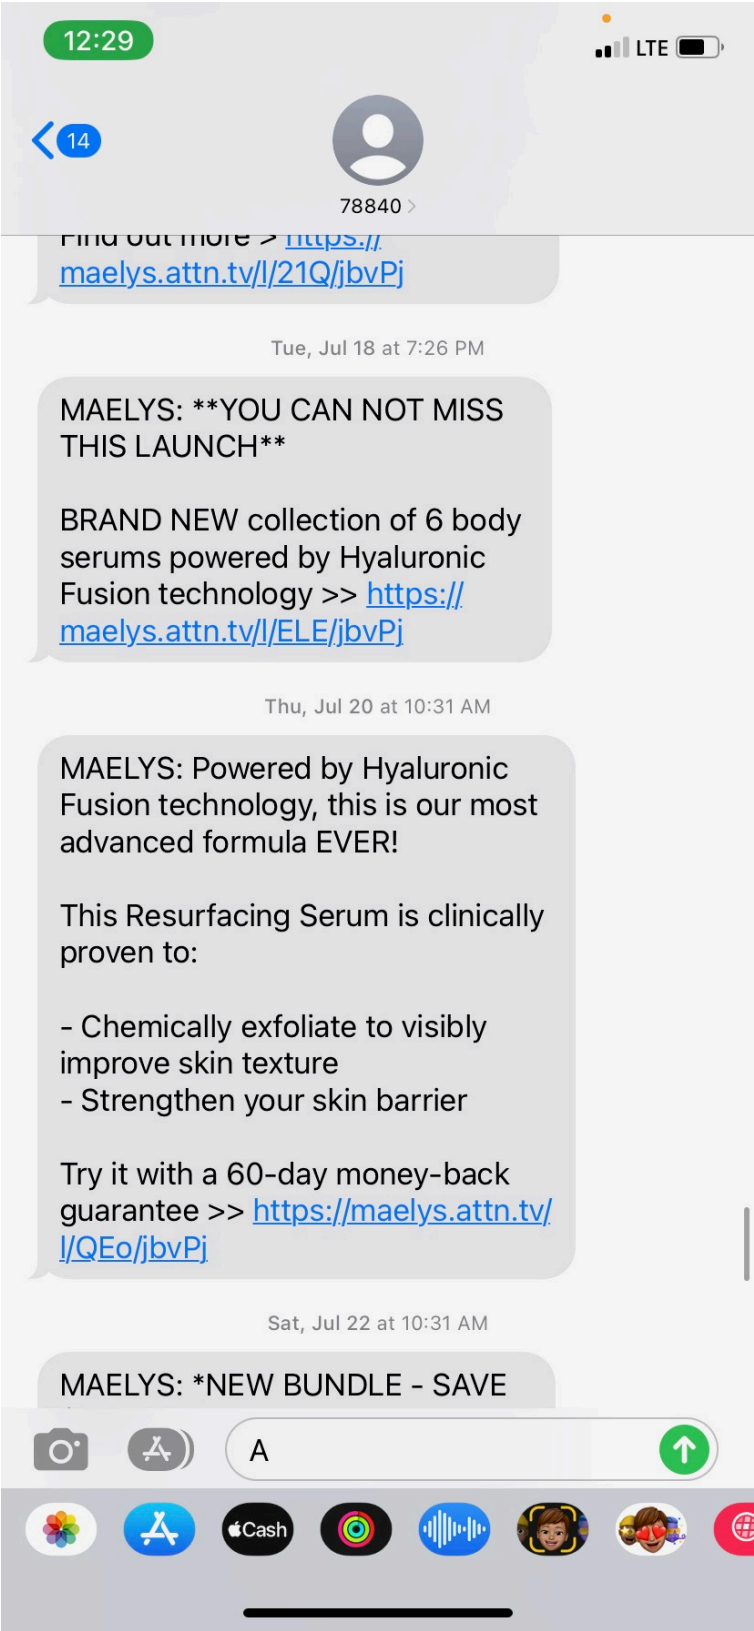 12:29
LTE
14
78840
Find out more > https://
maelys.attn.tv/l/21Q/jbvPj
Tue, Jul 18 at 7:26 PM
MAELYS: **YOU CAN NOT MISS
THIS LAUNCH**
BRAND NEW collection of 6 body
serums powered by Hyaluronic
Fusion technology >> https://
maelys.attn.tv/l/ELE/jbvPj
Thu, Jul 20 at 10:31 AM
MAELYS: Powered by Hyaluronic
Fusion technology, this is our most
advanced formula EVER!
This Resurfacing Serum is clinically
proven to:
- Chemically exfoliate to visibly
improve skin texture
- Strengthen your skin barrier
Try it with a 60-day money-back
guarantee >> https://maelys.attn.tv/
l/QEo/jbvPj
Sat, Jul 22 at 10:31 AM
MAELYS: *NEW BUNDLE - SAVE
A
Cash